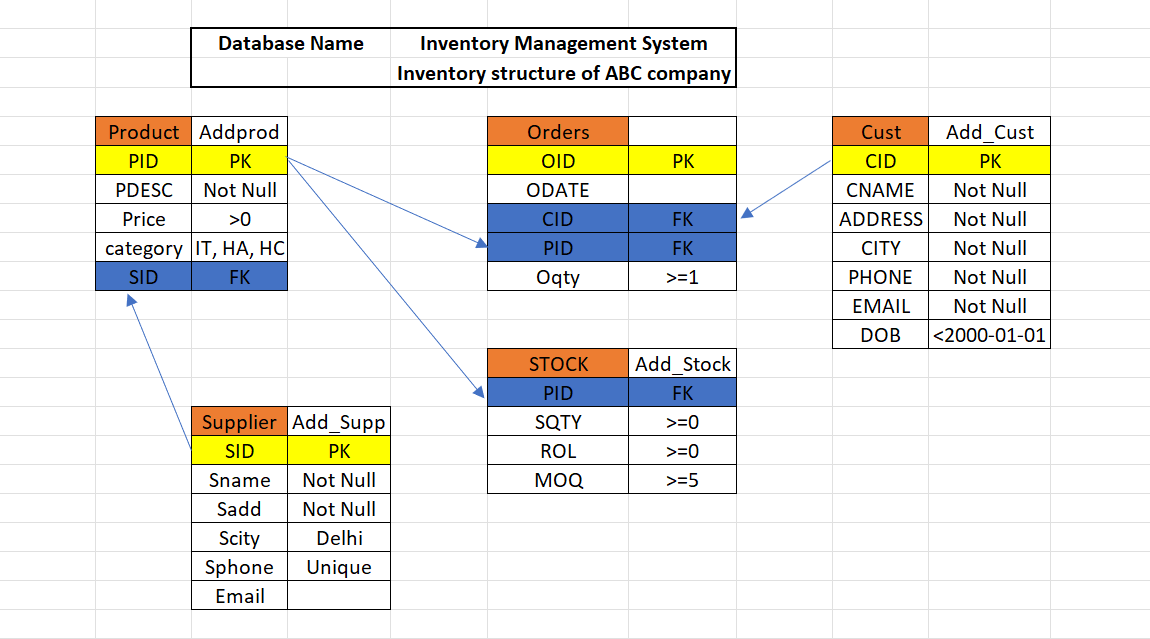 Database Name Inventory Management System
Inventory structure of ABC company
Product Addprod
PID PK
PDESC Not Null
Price >0
category IT, HA, HC
SID FK
Orders
OID PK
ODATE
CID FK
PID FK
Oqty >=1
Cust Add_Cust
CID PK
CNAME Not Null
ADDRESS Not Null
CITY Not Null
PHONE Not Null
EMAIL Not Null
DOB <2000-01-01
STOCK Add_Stock
PID FK
SQTY >=0
ROL >=0
MOQ >=5
Supplier Add_Supp
SID PK
Sname Not Null
Sadd Not Null
Scity Delhi
Sphone Unique
Email